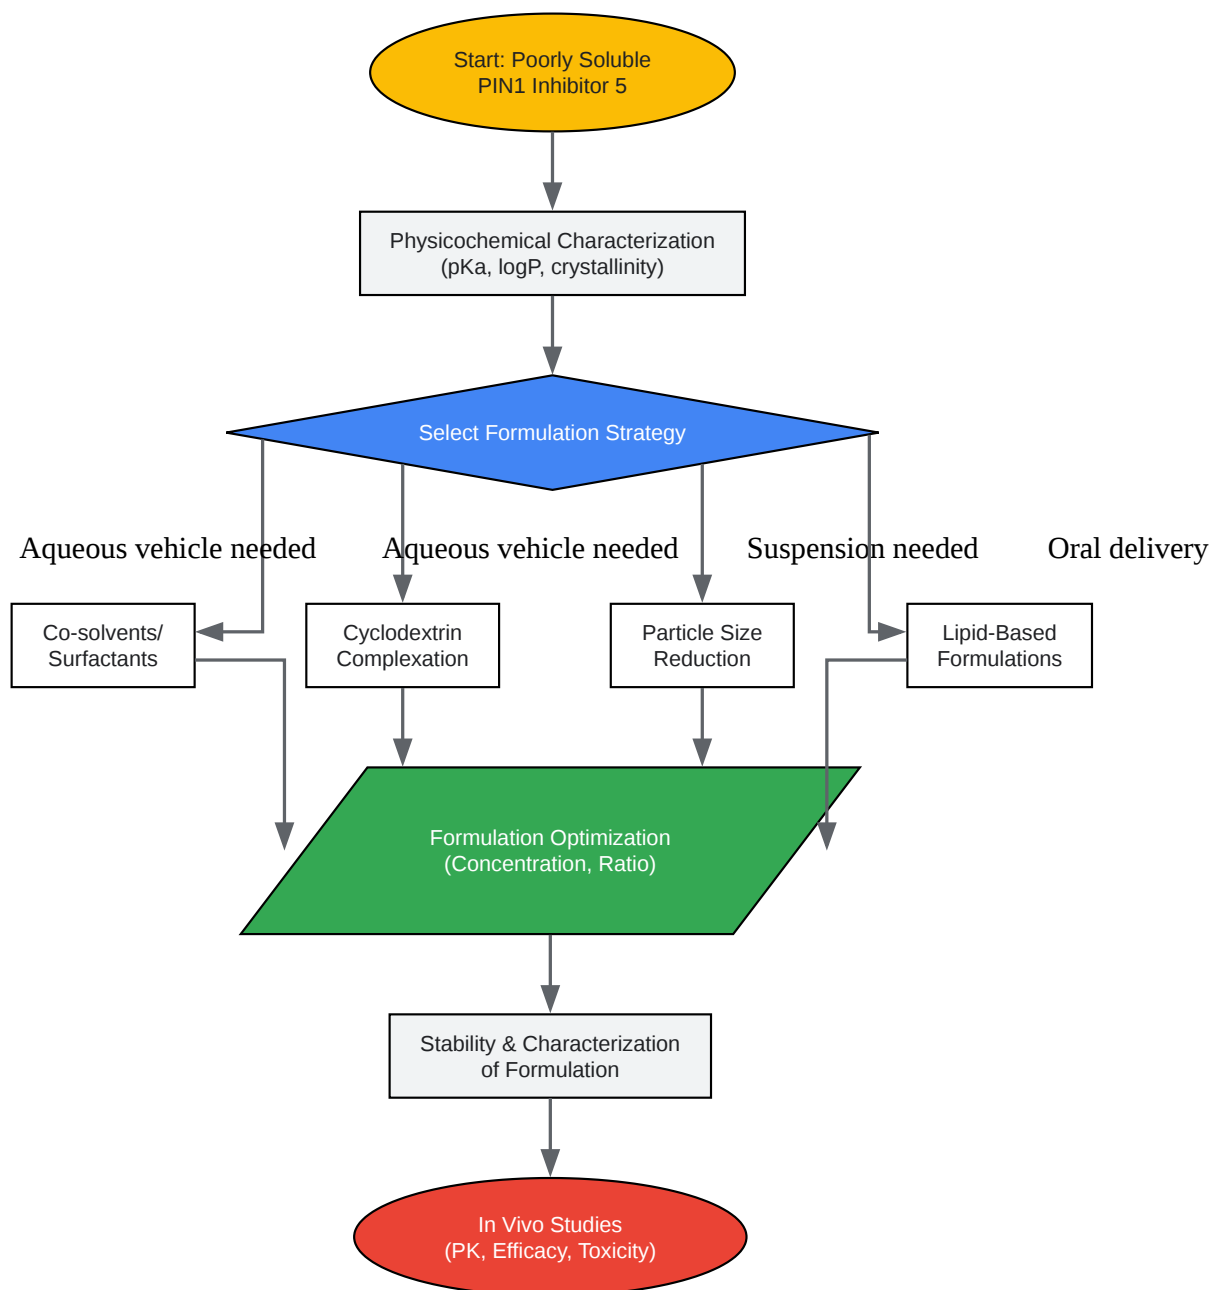 Start: Poorly Soluble
PIN1 Inhibitor 5
Physicochemical Characterization
(pKa, logP, crystallinity)
Select Formulation Strategy
Aqueous vehicle needed
Aqueous vehicle needed
Suspension needed
Oral delivery
Co-solvents/
Surfactants
Cyclodextrin
Complexation
Particle Size
Reduction
Lipid-Based
Formulations
Formulation Optimization
(Concentration, Ratio)
Stability & Characterization
of Formulation
In Vivo Studies
(PK, Efficacy, Toxicity)